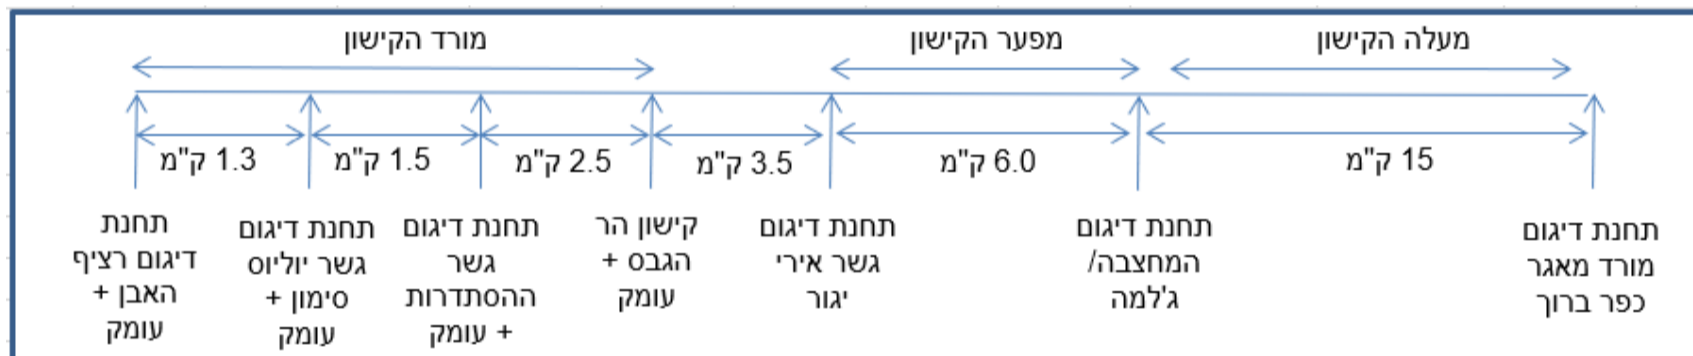 מעלה הקישון
מפער הקישון
מורד הקישון
15 ק"מ
6.0 ק"מ
3.5 ק"מ
2.5 ק"מ
1.5 ק"מ
1.3 ק"מ
תחנת דיגום
מורד מאגר
כפר ברוך
תחנת דיגום
המחצבה/
ג'למה
תחנת דיגום
גשר אירי
יגור
קישון הר
הגבס +
עומק
תחנת דיגום
גשר
ההסתדרות
+ עומק
תחנת דיגום
גשר יוליוס
סימון +
עומק
תחנת
דיגום רציף
האבן +
עומק